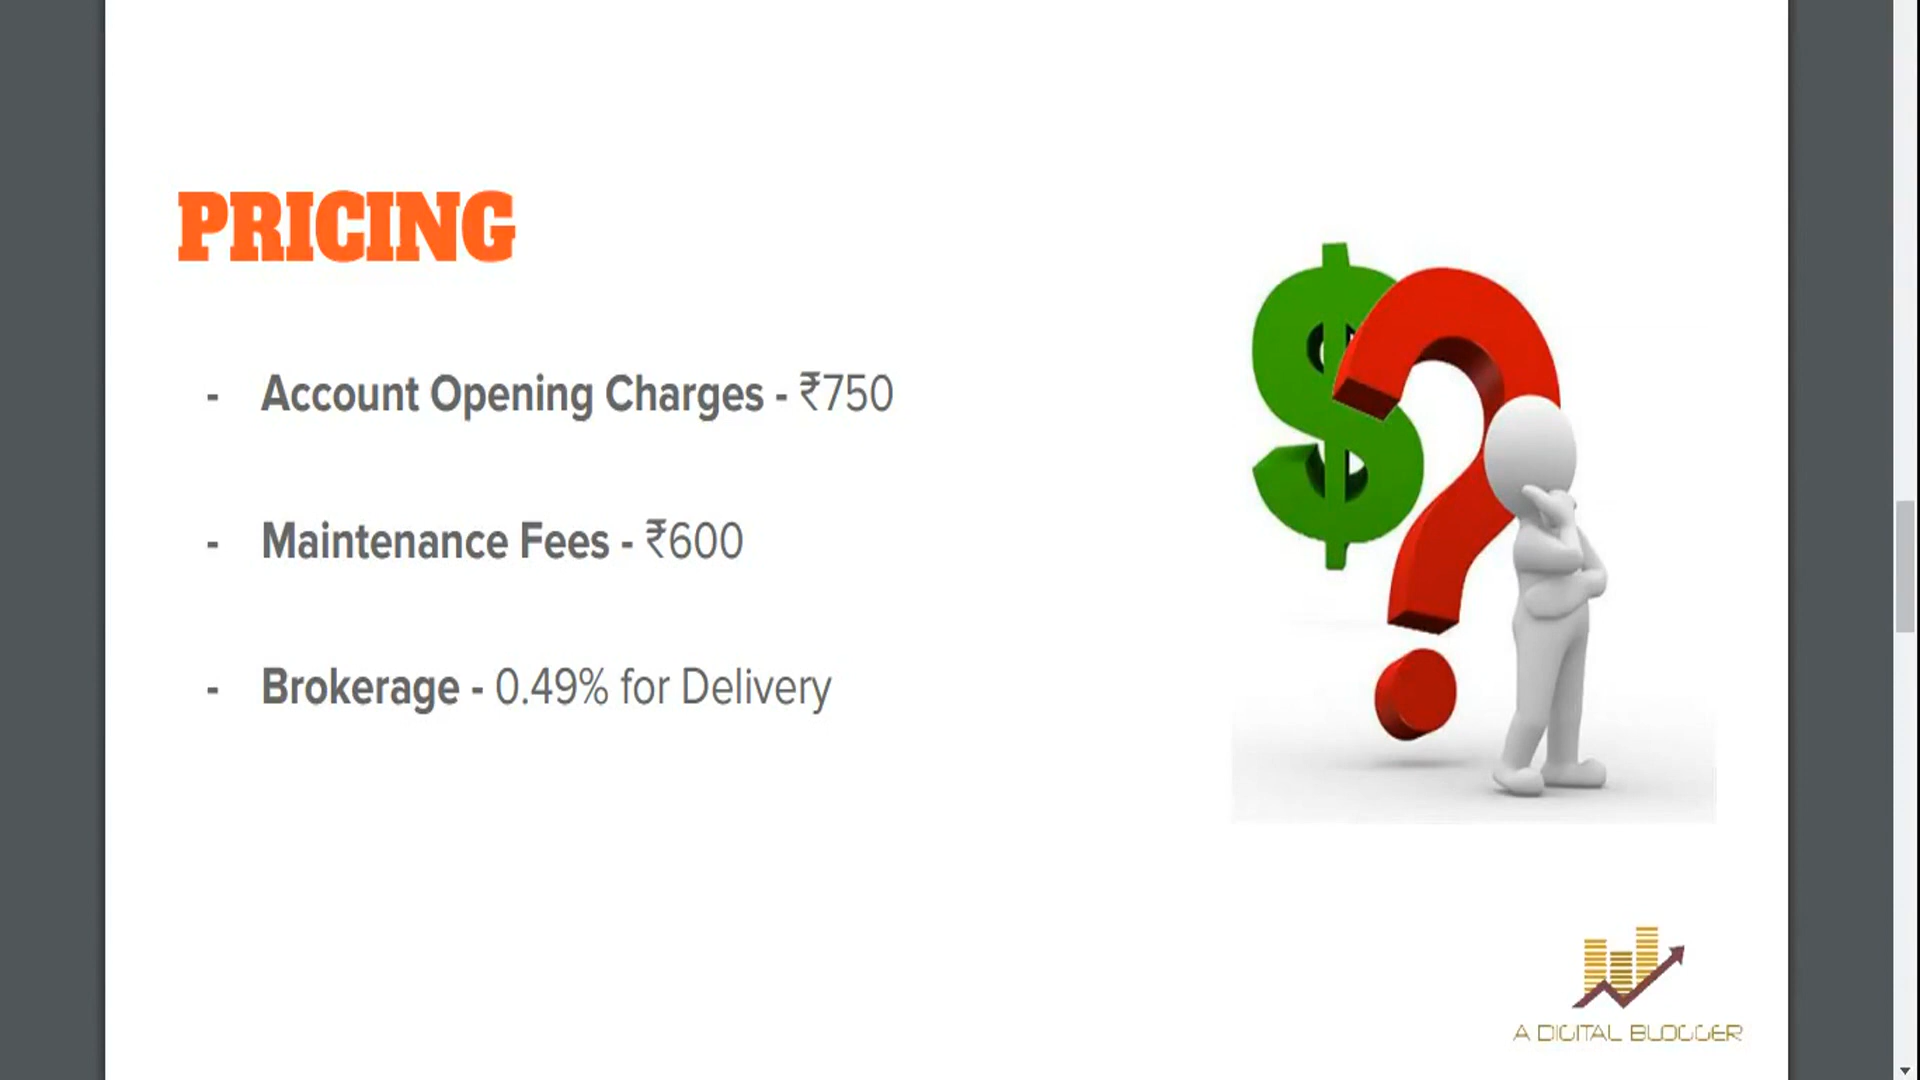 PRICING
- Account Opening Charges - ₹750
- Maintenance Fees - ₹600
- Brokerage - 0.49% for Delivery
A DIGITAL BLOGGER